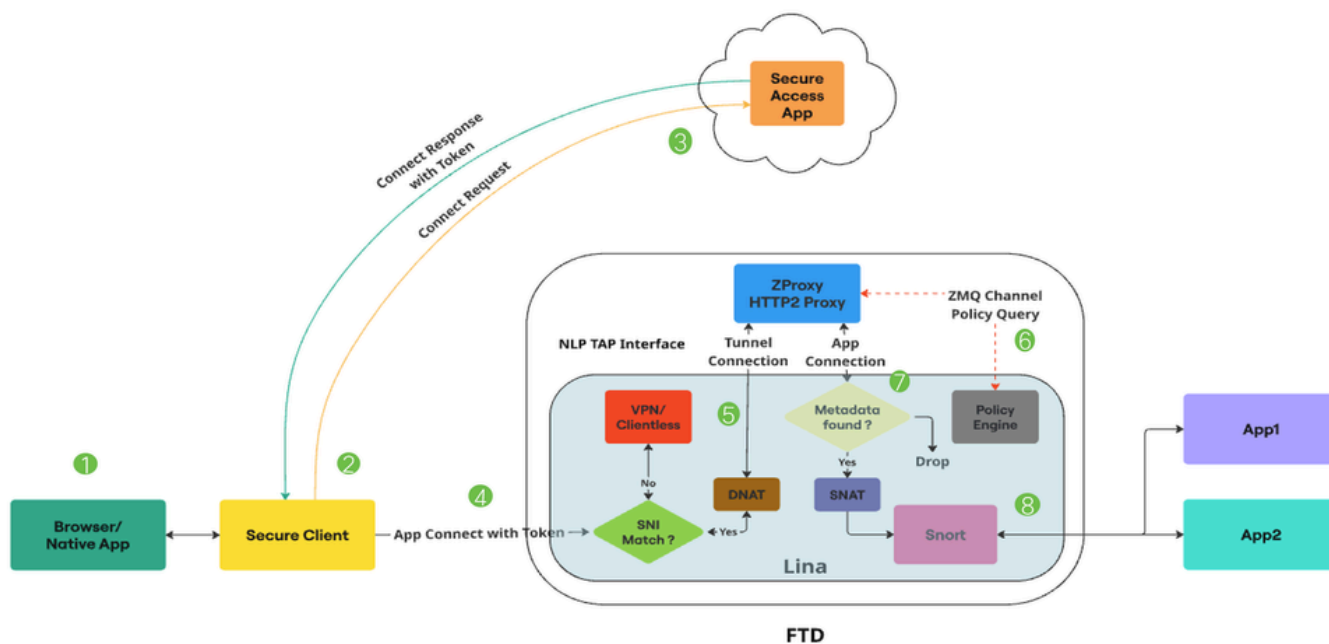 Secure
Access
App
3
Connect Response
with Token
Connect Request
ZProxy
HTTP2 Proxy
ZMQ Channel
Policy Query
6
NLP TAP Interface
Tunnel
Connection
App
Connection
7
VPN/
Clientless
5
Metadata
found ?
Policy
Engine
Drop
App1
1
2
4
No
Yes
DNAT
SNAT
8
Browser/
Native App
Secure Client
App Connect with Token
SNI
Match ?
Yes
Snort
App2
Lina
FTD